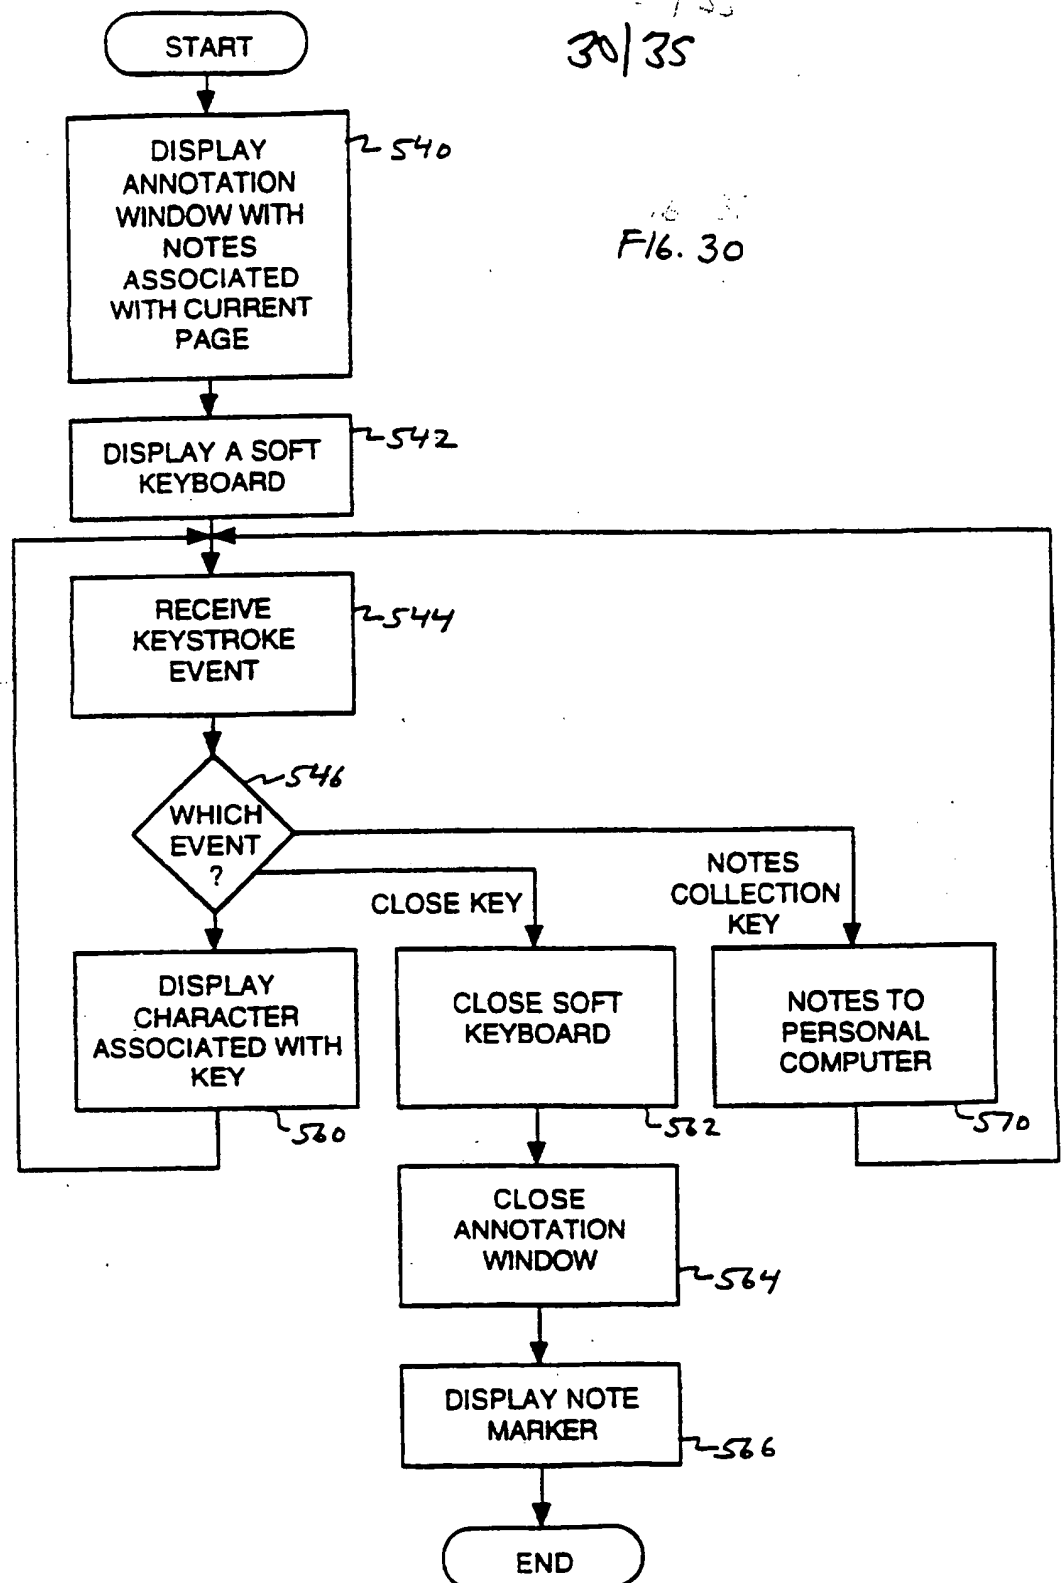 START
30/35
DISPLAY
ANNOTATION
WINDOW WITH
NOTES
ASSOCIATED
WITH CURRENT
PAGE
540
FIG. 30
DISPLAY A SOFT
KEYBOARD
542
RECEIVE
KEYSTROKE
EVENT
544
WHICH
EVENT
?
546
CLOSE KEY
NOTES
COLLECTION
KEY
DISPLAY
CHARACTER
ASSOCIATED WITH
KEY
560
CLOSE SOFT
KEYBOARD
562
NOTES TO
PERSONAL
COMPUTER
570
CLOSE
ANNOTATION
WINDOW
564
DISPLAY NOTE
MARKER
566
END